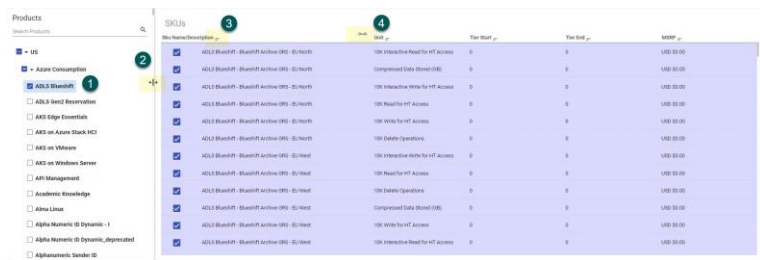 Products
Search Products
US
Azure Consumption
ADLS Blueshift
ADLS Gen2 Reservation
AKS Edge Essentials
AKS on Azure Stack HCI
AKS on VMware
AKS on Windows Server
API Management
Academic Knowledge
Alma Linux
Alpha Numeric ID Dynamic - I
Alpha Numeric ID Dynamic_deprecated
Alphanumeric Sender ID
1
2
3
4
SKUs
Sku Name/Description Unit Tier Start Tier End MSRP
ADLS Blueshift - Blueshift Archive GRS - EU North 10K Interactive Read for HT Access 0 0 USD $0.00
ADLS Blueshift - Blueshift Archive GRS - EU North Compressed Data Stored (GB) 0 0 USD $0.00
ADLS Blueshift - Blueshift Archive GRS - EU North 10K Interactive Write for HT Access 0 0 USD $0.00
ADLS Blueshift - Blueshift Archive GRS - EU North 10K Read for HT Access 0 0 USD $0.00
ADLS Blueshift - Blueshift Archive GRS - EU North 10K Write for HT Access 0 0 USD $0.00
ADLS Blueshift - Blueshift Archive GRS - EU North 10K Delete Operations 0 0 USD $0.00
ADLS Blueshift - Blueshift Archive GRS - EU West 10K Interactive Write for HT Access 0 0 USD $0.00
ADLS Blueshift - Blueshift Archive GRS - EU West 10K Read for HT Access 0 0 USD $0.00
ADLS Blueshift - Blueshift Archive GRS - EU West 10K Delete Operations 0 0 USD $0.00
ADLS Blueshift - Blueshift Archive GRS - EU West Compressed Data Stored (GB) 0 0 USD $0.00
ADLS Blueshift - Blueshift Archive GRS - EU West 10K Write for HT Access 0 0 USD $0.00
ADLS Blueshift - Blueshift Archive GRS - EU West 10K Interactive Read for HT Access 0 0 USD $0.00